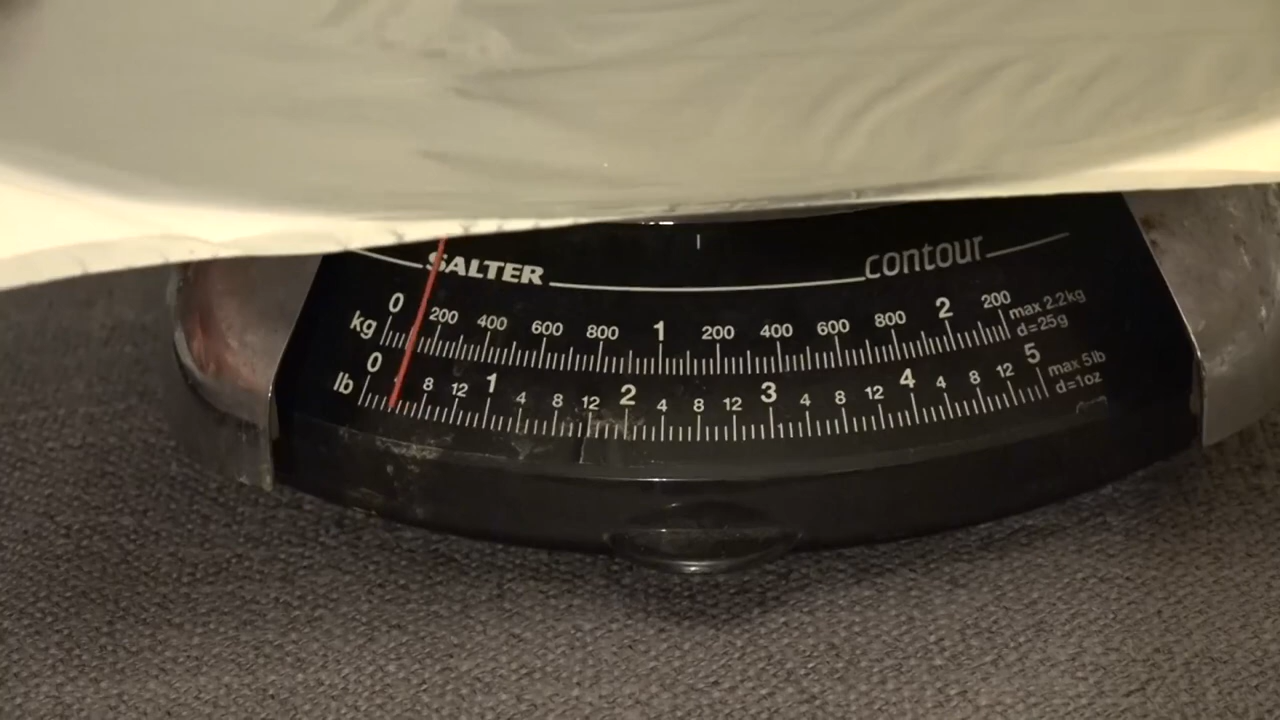 SALTER contour
0 200 400 600 800 1 200 400 600 800 2 200 max 2.2kg
kg d=25g
0 8 12 1 4 8 12 2 4 8 12 3 4 8 12 4 4 8 12 5 max 5lb
lb d=1oz